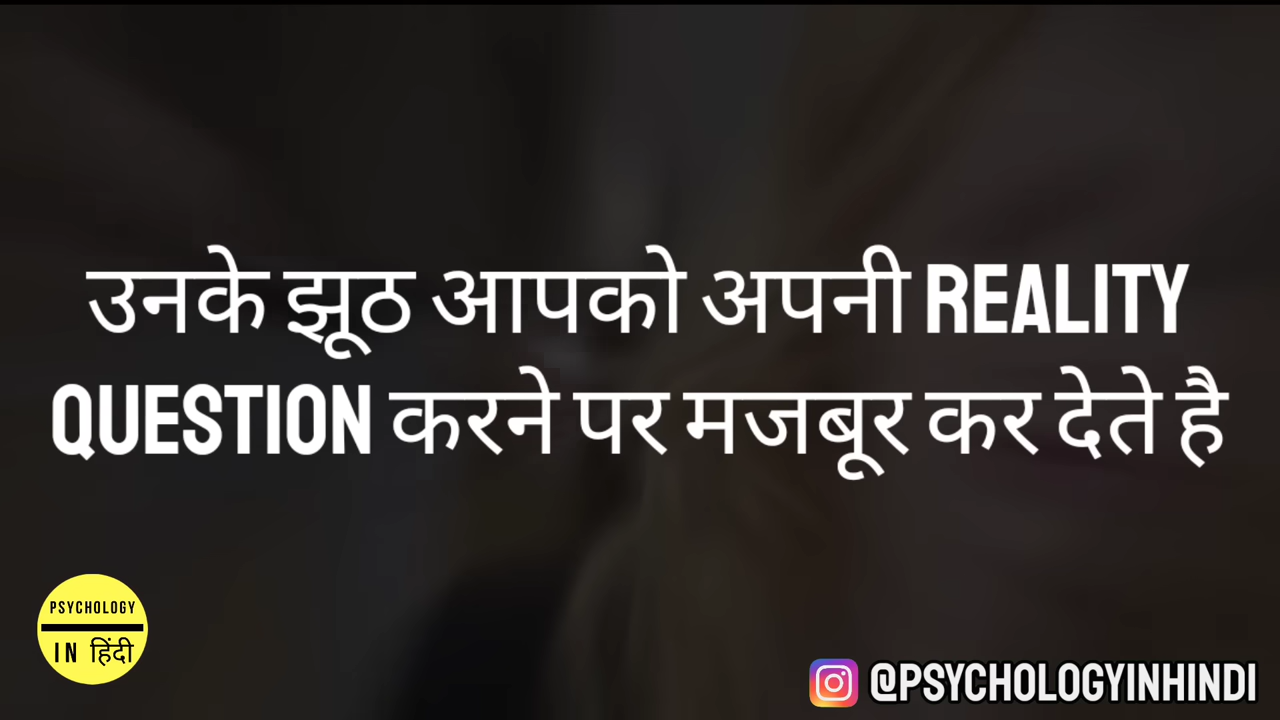 उनके झूठ आपको अपनी REALITY
QUESTION करने पर मजबूर कर देते है
PSYCHOLOGY
IN हिंदी
@PSYCHOLOGYINHINDI